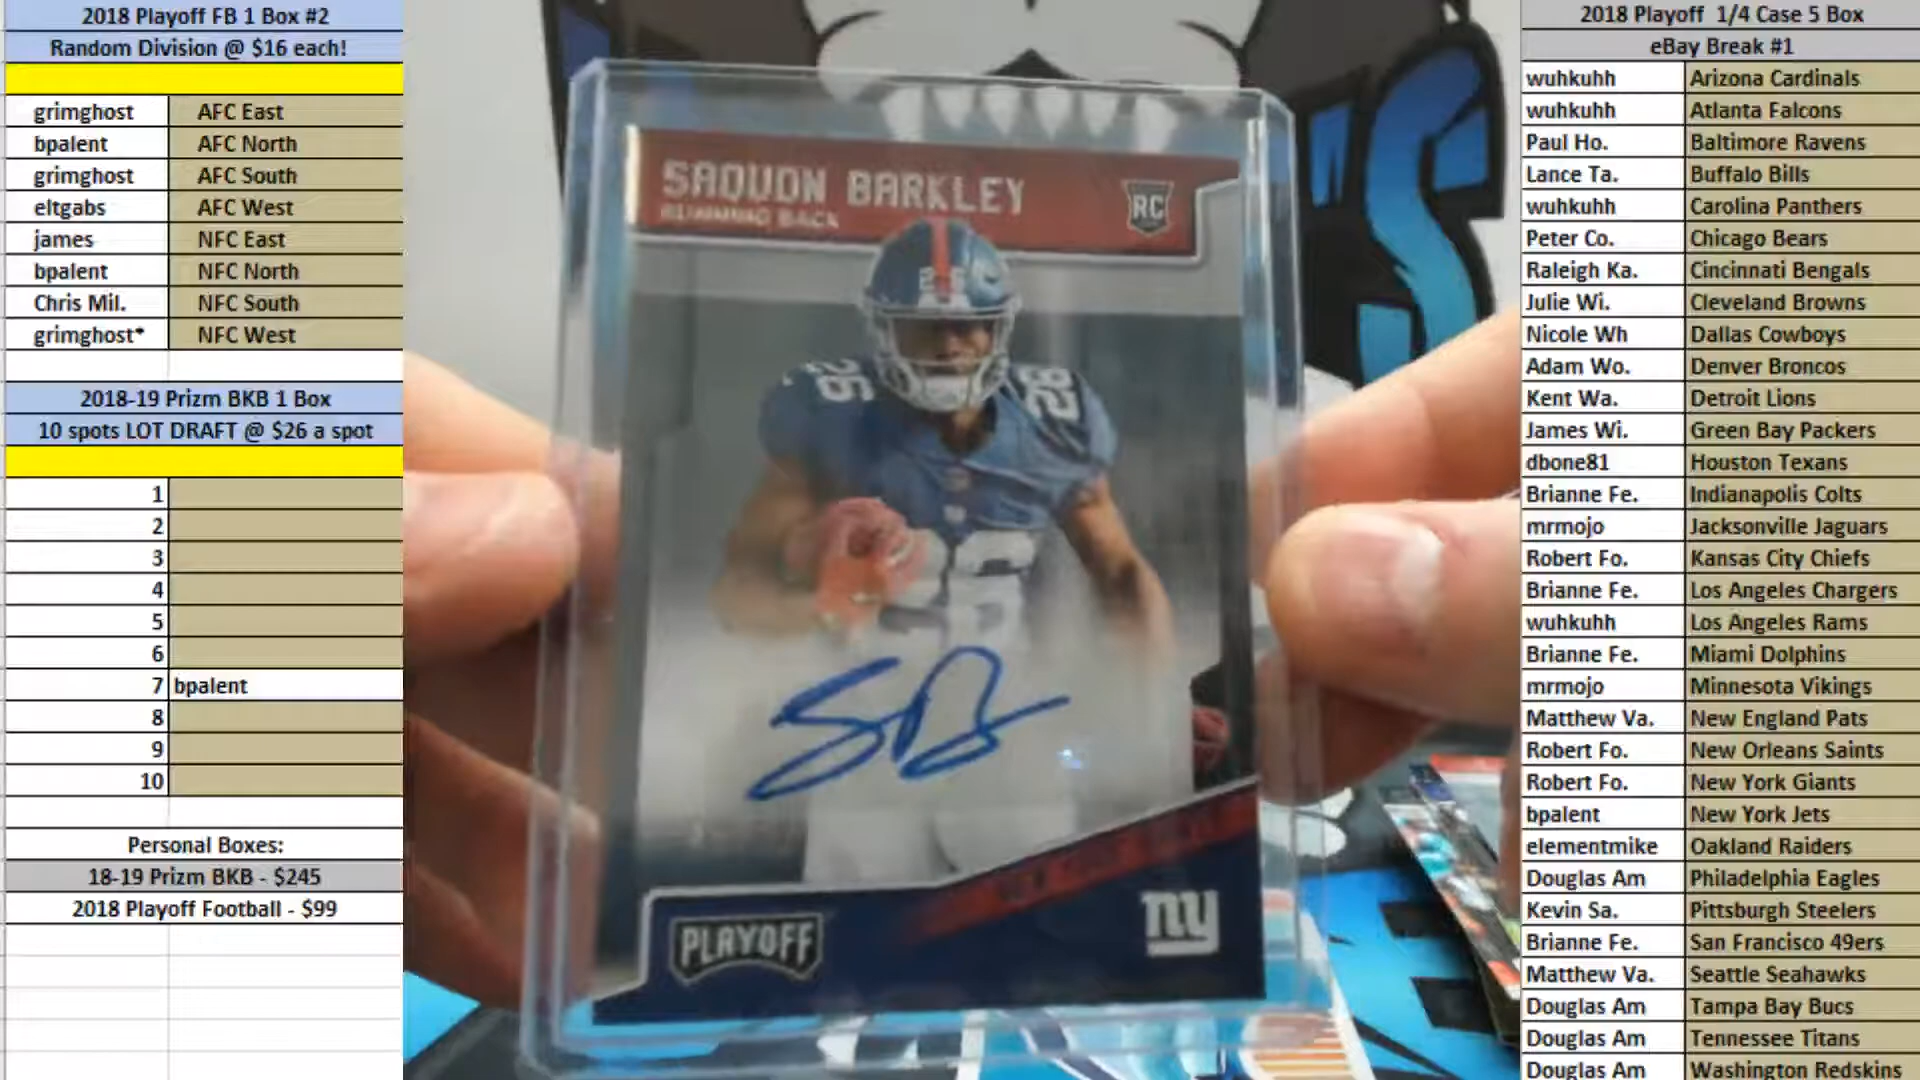 2018 Playoff FB 1 Box #2
Random Division @ $16 each!
grimghost AFC East
bpalent AFC North
grimghost AFC South
eltgabs AFC West
james NFC East
bpalent NFC North
Chris Mil. NFC South
grimghost* NFC West
2018-19 Prizm BKB 1 Box
10 spots LOT DRAFT @ $26 a spot
1
2
3
4
5
6
7 bpalent
8
9
10
Personal Boxes:
18-19 Prizm BKB - $245
2018 Playoff Football - $99
SAQUON BARKLEY
RUNNING BACK
RC
26
26
26
SB
PLAYOFF
ny
2018 Playoff 1/4 Case 5 Box
eBay Break #1
wuhkuhh Arizona Cardinals
wuhkuhh Atlanta Falcons
Paul Ho. Baltimore Ravens
Lance Ta. Buffalo Bills
wuhkuhh Carolina Panthers
Peter Co. Chicago Bears
Raleigh Ka. Cincinnati Bengals
Julie Wi. Cleveland Browns
Nicole Wh Dallas Cowboys
Adam Wo. Denver Broncos
Kent Wa. Detroit Lions
James Wi. Green Bay Packers
dbone81 Houston Texans
Brianne Fe. Indianapolis Colts
mrmojo Jacksonville Jaguars
Robert Fo. Kansas City Chiefs
Brianne Fe. Los Angeles Chargers
wuhkuhh Los Angeles Rams
Brianne Fe. Miami Dolphins
mrmojo Minnesota Vikings
Matthew Va. New England Pats
Robert Fo. New Orleans Saints
Robert Fo. New York Giants
bpalent New York Jets
elementmike Oakland Raiders
Douglas Am Philadelphia Eagles
Kevin Sa. Pittsburgh Steelers
Brianne Fe. San Francisco 49ers
Matthew Va. Seattle Seahawks
Douglas Am Tampa Bay Bucs
Douglas Am Tennessee Titans
Douglas Am Washington Redskins